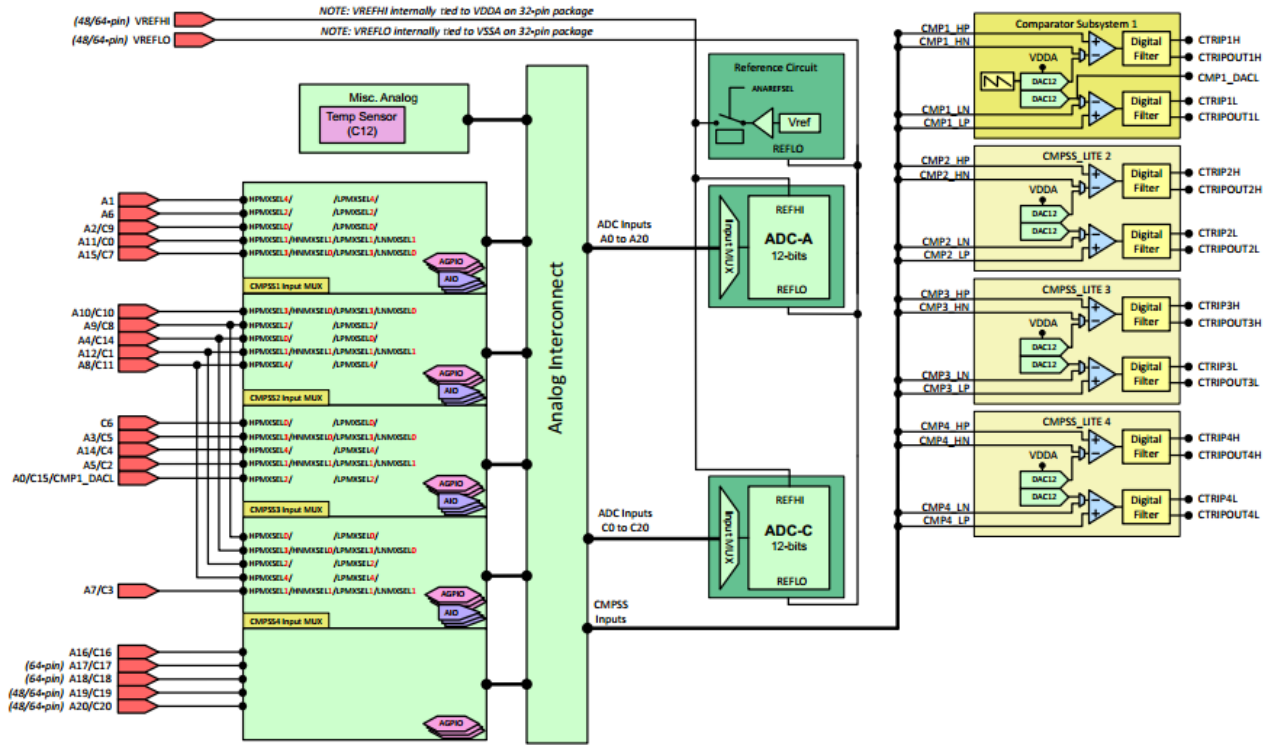 (48/64-pin) VREFHI
NOTE: VREFHI internally tied to VDDA on 32-pin package
(48/64-pin) VREFLO
NOTE: VREFLO internally tied to VSSA on 32-pin package
Misc. Analog
Temp Sensor
(C12)
A1
HPMXSEL4/ /LPMXSEL4/
A6
HPMXSEL2/ /LPMXSEL2/
A2/C9
HPMXSEL0/ /LPMXSEL0/
A11/C0
HPMXSEL1/HNMXSEL1/LPMXSEL1/LNMXSEL1
A15/C7
HPMXSEL3/HNMXSEL0/LPMXSEL3/LNMXSEL0
AGPIO
AIO
CMPSS1 Input MUX
A10/C10
HPMXSEL3/HNMXSEL0/LPMXSEL3/LNMXSEL0
A9/C8
HPMXSEL2/ /LPMXSEL2/
A4/C14
HPMXSEL0/ /LPMXSEL0/
A12/C1
HPMXSEL1/HNMXSEL1/LPMXSEL1/LNMXSEL1
A8/C11
HPMXSEL4/ /LPMXSEL4/
AGPIO
AIO
CMPSS2 Input MUX
C6
HPMXSEL0/ /LPMXSEL0/
A3/C5
HPMXSEL3/HNMXSEL0/LPMXSEL3/LNMXSEL0
A14/C4
HPMXSEL4/ /LPMXSEL4/
A5/C2
HPMXSEL1/HNMXSEL1/LPMXSEL1/LNMXSEL1
A0/C15/CMP1_DACL
HPMXSEL2/ /LPMXSEL2/
AGPIO
AIO
CMPSS3 Input MUX
HPMXSEL0/ /LPMXSEL0/
HPMXSEL3/HNMXSEL0/LPMXSEL3/LNMXSEL0
HPMXSEL2/ /LPMXSEL2/
HPMXSEL4/ /LPMXSEL4/
A7/C3
HPMXSEL1/HNMXSEL1/LPMXSEL1/LNMXSEL1
AGPIO
AIO
CMPSS4 Input MUX
A16/C16
(64-pin) A17/C17
(64-pin) A18/C18
(48/64-pin) A19/C19
(48/64-pin) A20/C20
AGPIO
Analog Interconnect
Reference Circuit
ANAREFSEL
Vref
REFLO
ADC Inputs
A0 to A20
Input MUX
REFHI
ADC-A
12-bits
REFLO
ADC Inputs
C0 to C20
Input MUX
REFHI
ADC-C
12-bits
REFLO
CMPSS
Inputs
Comparator Subsystem 1
CMP1_HP
CMP1_HN
VDDA
DAC12
DAC12
CMP1_LN
CMP1_LP
Digital
Filter
Digital
Filter
CTRIP1H
CTRIPOUT1H
CMP1_DACL
CTRIP1L
CTRIPOUT1L
CMPSS_LITE 2
CMP2_HP
CMP2_HN
VDDA
DAC12
DAC12
CMP2_LN
CMP2_LP
Digital
Filter
Digital
Filter
CTRIP2H
CTRIPOUT2H
CTRIP2L
CTRIPOUT2L
CMPSS_LITE 3
CMP3_HP
CMP3_HN
VDDA
DAC12
DAC12
CMP3_LN
CMP3_LP
Digital
Filter
Digital
Filter
CTRIP3H
CTRIPOUT3H
CTRIP3L
CTRIPOUT3L
CMPSS_LITE 4
CMP4_HP
CMP4_HN
VDDA
DAC12
DAC12
CMP4_LN
CMP4_LP
Digital
Filter
Digital
Filter
CTRIP4H
CTRIPOUT4H
CTRIP4L
CTRIPOUT4L